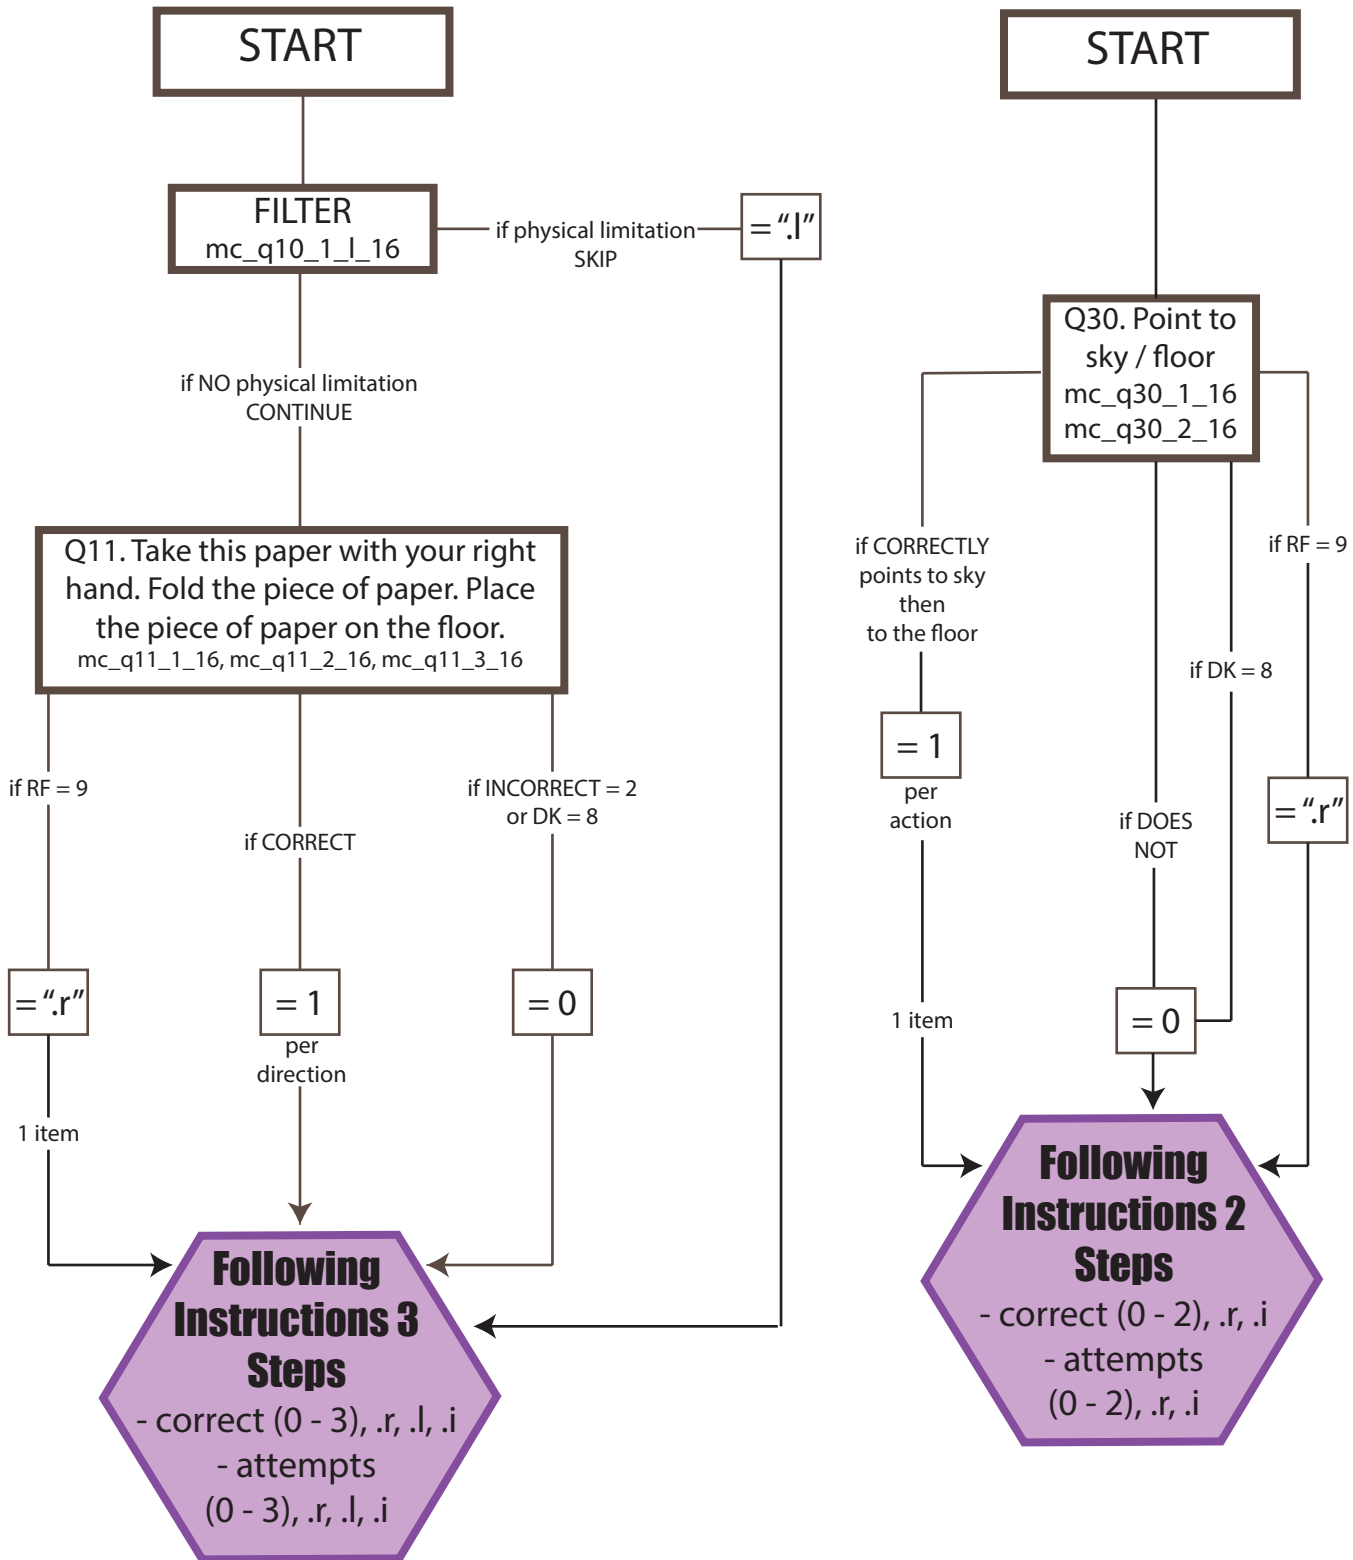 START
FILTER
mc_q10_1_l_16
if physical limitation
SKIP
= “.l”
if NO physical limitation
CONTINUE
Q11. Take this paper with your right
hand. Fold the piece of paper. Place
the piece of paper on the floor.
mc_q11_1_16, mc_q11_2_16, mc_q11_3_16
if RF = 9
if CORRECT
if INCORRECT = 2
or DK = 8
= “.r”
= 1
= 0
per
direction
1 item
Following
Instructions 3
Steps
- correct (0 - 3), .r, .l, .i
- attempts
(0 - 3), .r, .l, .i
START
Q30. Point to
sky / floor
mc_q30_1_16
mc_q30_2_16
if CORRECTLY
points to sky
then
to the floor
if RF = 9
if DK = 8
= 1
per
action
if DOES
NOT
= “.r”
1 item
= 0
Following
Instructions 2
Steps
- correct (0 - 2), .r, .i
- attempts
(0 - 2), .r, .i